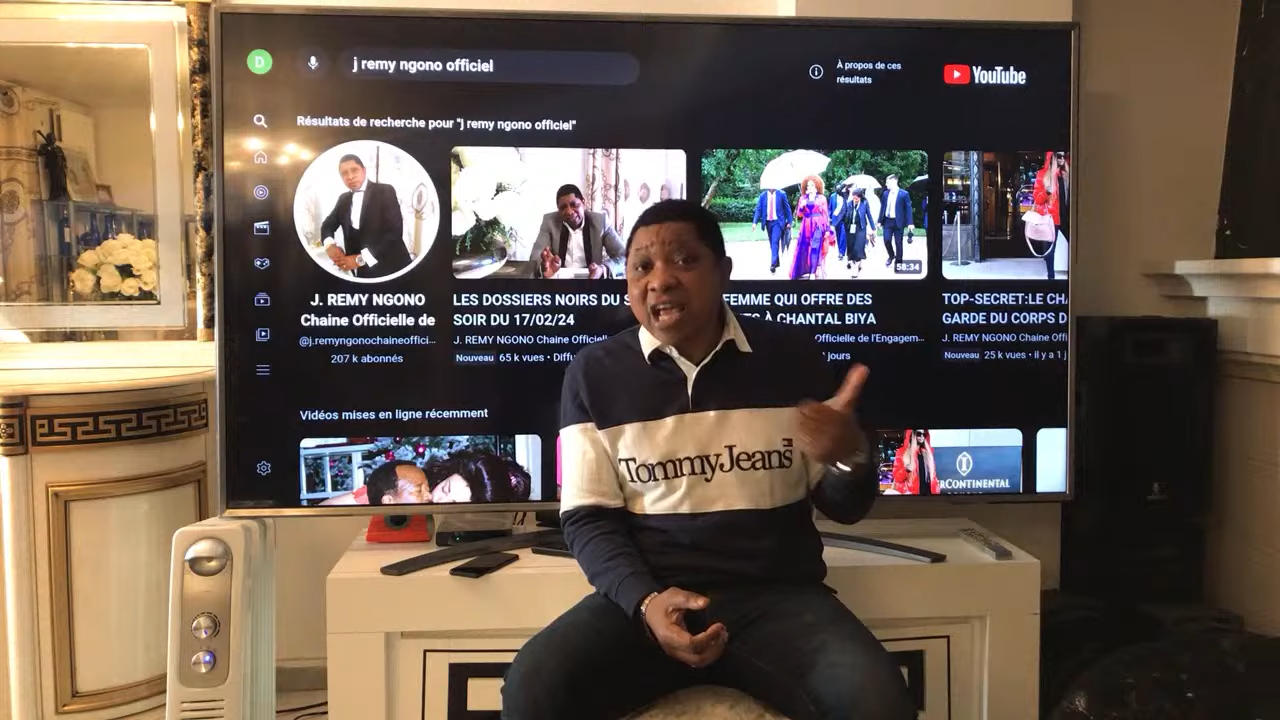 D
j remy ngono officiel
À propos de ces
résultats
YouTube
Résultats de recherche pour "j remy ngono officiel"
J. REMY NGONO
Chaine Officielle de
@j.remyngonochaineoffici...
207 k abonnés
LES DOSSIERS NOIRS DU S
SOIR DU 17/02/24
J. REMY NGONO Chaine Officielle
Nouveau 65 k vues • Diffu
58:34
FEMME QUI OFFRE DES
À CHANTAL BIYA
Officielle de l'Engagem...
jours
TOP-SECRET:LE CH
GARDE DU CORPS D
J. REMY NGONO Chaine Offi
Nouveau 25 k vues • il y a 1 j
Vidéos mises en ligne récemment
RCONTINENTAL
TommyJeans